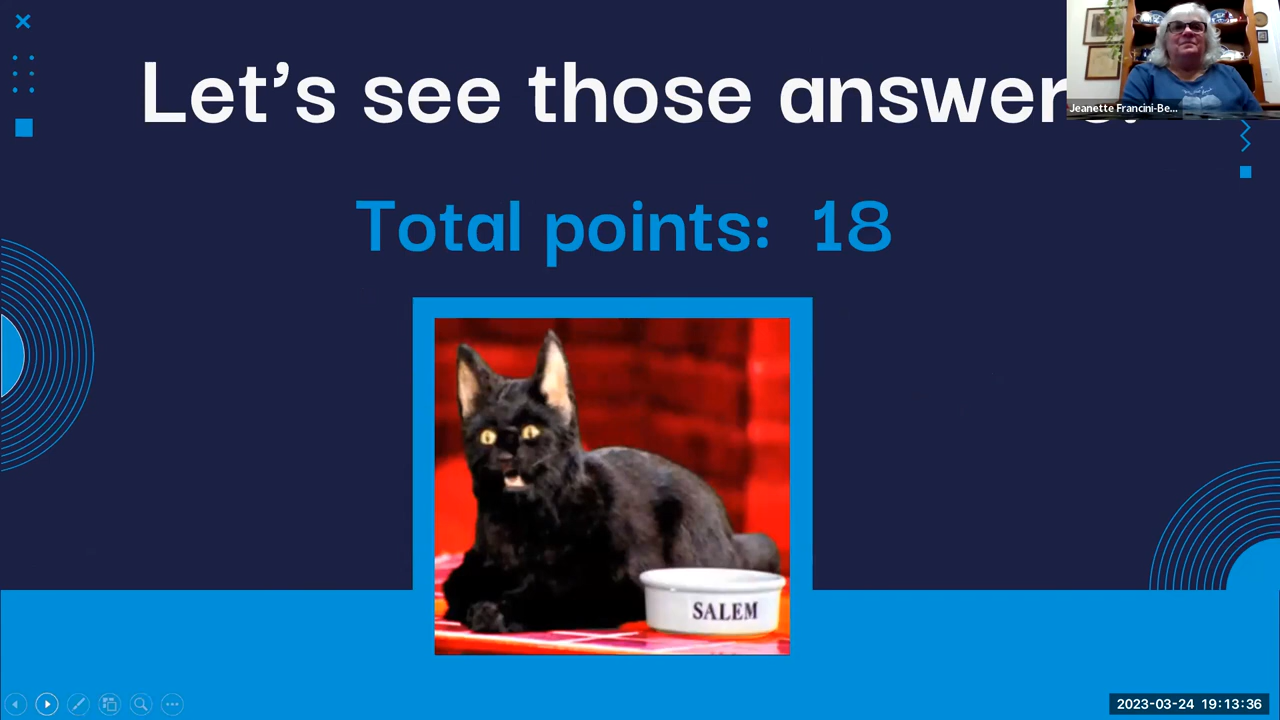 Let's see those answer
Jeanette Francini-Be...
Total points: 18
SALEM
2023-03-24 19:13:36